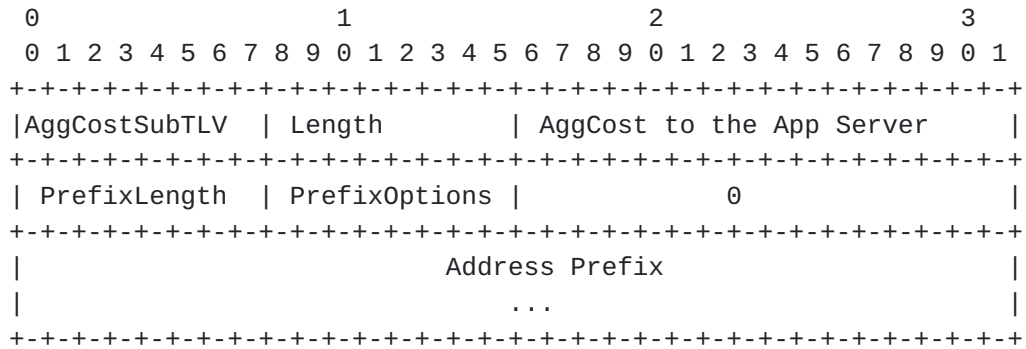 0                   1                   2                   3
 0 1 2 3 4 5 6 7 8 9 0 1 2 3 4 5 6 7 8 9 0 1 2 3 4 5 6 7 8 9 0 1
+-+-+-+-+-+-+-+-+-+-+-+-+-+-+-+-+-+-+-+-+-+-+-+-+-+-+-+-+-+-+-+-+
|AggCostSubTLV  | Length        | AggCost to the App Server     |
+-+-+-+-+-+-+-+-+-+-+-+-+-+-+-+-+-+-+-+-+-+-+-+-+-+-+-+-+-+-+-+-+
| PrefixLength  | PrefixOptions |             0                 |
+-+-+-+-+-+-+-+-+-+-+-+-+-+-+-+-+-+-+-+-+-+-+-+-+-+-+-+-+-+-+-+-+
|                           Address Prefix                      |
|                               ...                             |
+-+-+-+-+-+-+-+-+-+-+-+-+-+-+-+-+-+-+-+-+-+-+-+-+-+-+-+-+-+-+-+-+